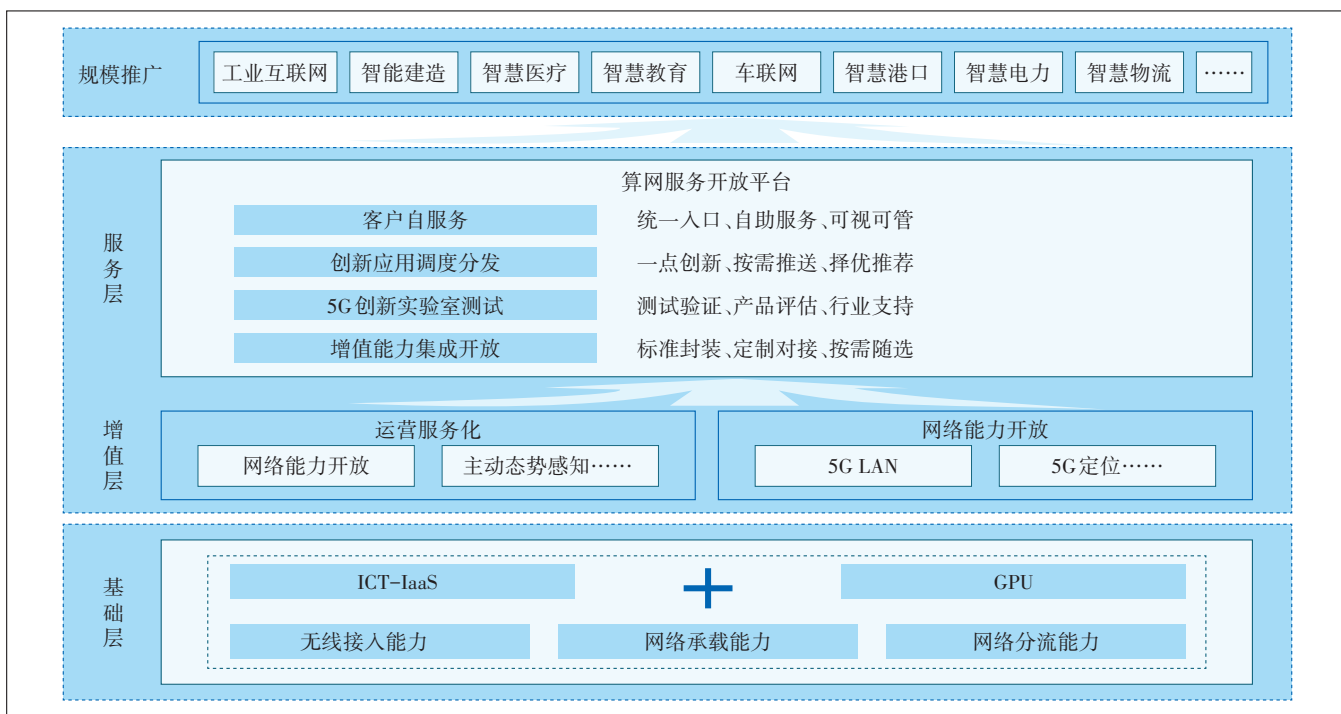 规模推广
工业互联网 智能建造 智慧医疗 智慧教育 车联网 智慧港口 智慧电力 智慧物流 ……
服务层
算网服务开放平台
客户自服务 统一入口、自助服务、可视可管
创新应用调度分发 一点创新、按需推送、择优推荐
5G创新实验室测试 测试验证、产品评估、行业支持
增值能力集成开放 标准封装、定制对接、按需随选
增值层
运营服务化 网络能力开放
网络能力开放 主动态势感知…… 5G LAN 5G定位……
基础层
ICT-IaaS + GPU
无线接入能力 网络承载能力 网络分流能力